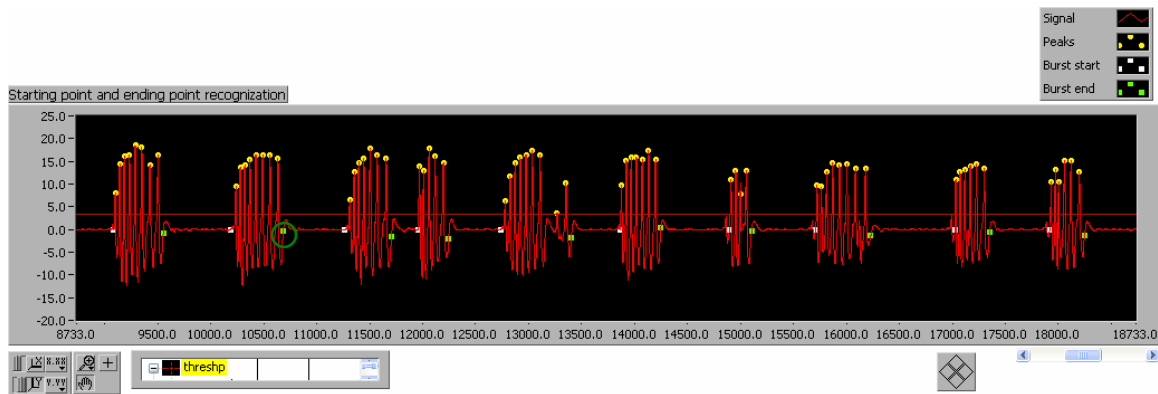 Signal
Peaks
Burst start
Burst end
Starting point and ending point recognization
25.0
20.0
15.0
10.0
5.0
0.0
-5.0
-10.0
-15.0
-20.0
8733.0 9500.0 10000.0 10500.0 11000.0 11500.0 12000.0 12500.0 13000.0 13500.0 14000.0 14500.0 15000.0 15500.0 16000.0 16500.0 17000.0 17500.0 18000.0 18733.0
X X.XX
Y Y.YY
threshp